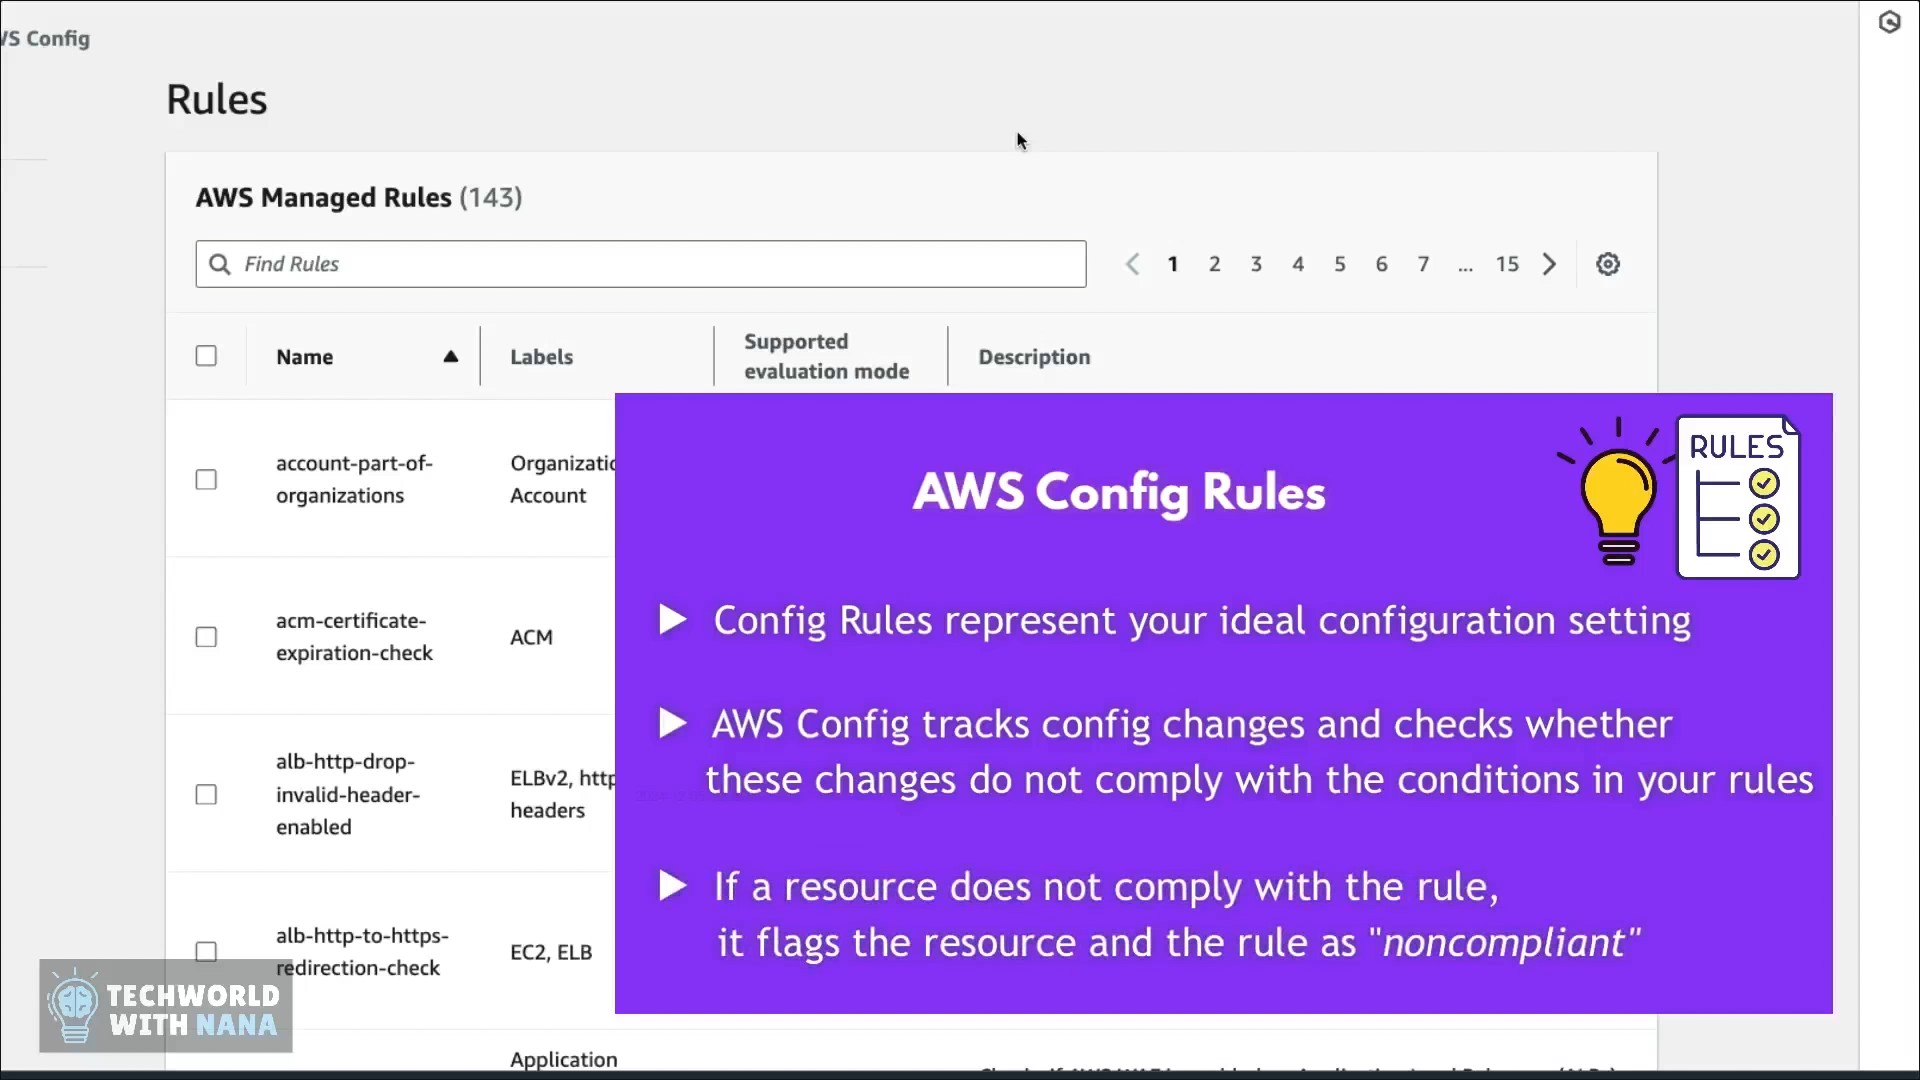 WS Config
Rules
AWS Managed Rules (143)
Find Rules
1 2 3 4 5 6 7 ... 15
Name
Labels
Supported
evaluation mode
Description
account-part-of-
organizations
Account
acm-certificate-
expiration-check
ACM
alb-http-drop-
invalid-header-
enabled
ELBv2, http
headers
alb-http-to-https-
redirection-check
EC2, ELB
Application
AWS Config Rules
RULES
Config Rules represent your ideal configuration setting
AWS Config tracks config changes and checks whether
these changes do not comply with the conditions in your rules
If a resource does not comply with the rule,
it flags the resource and the rule as "noncompliant"
TECHWORLD
WITH NANA